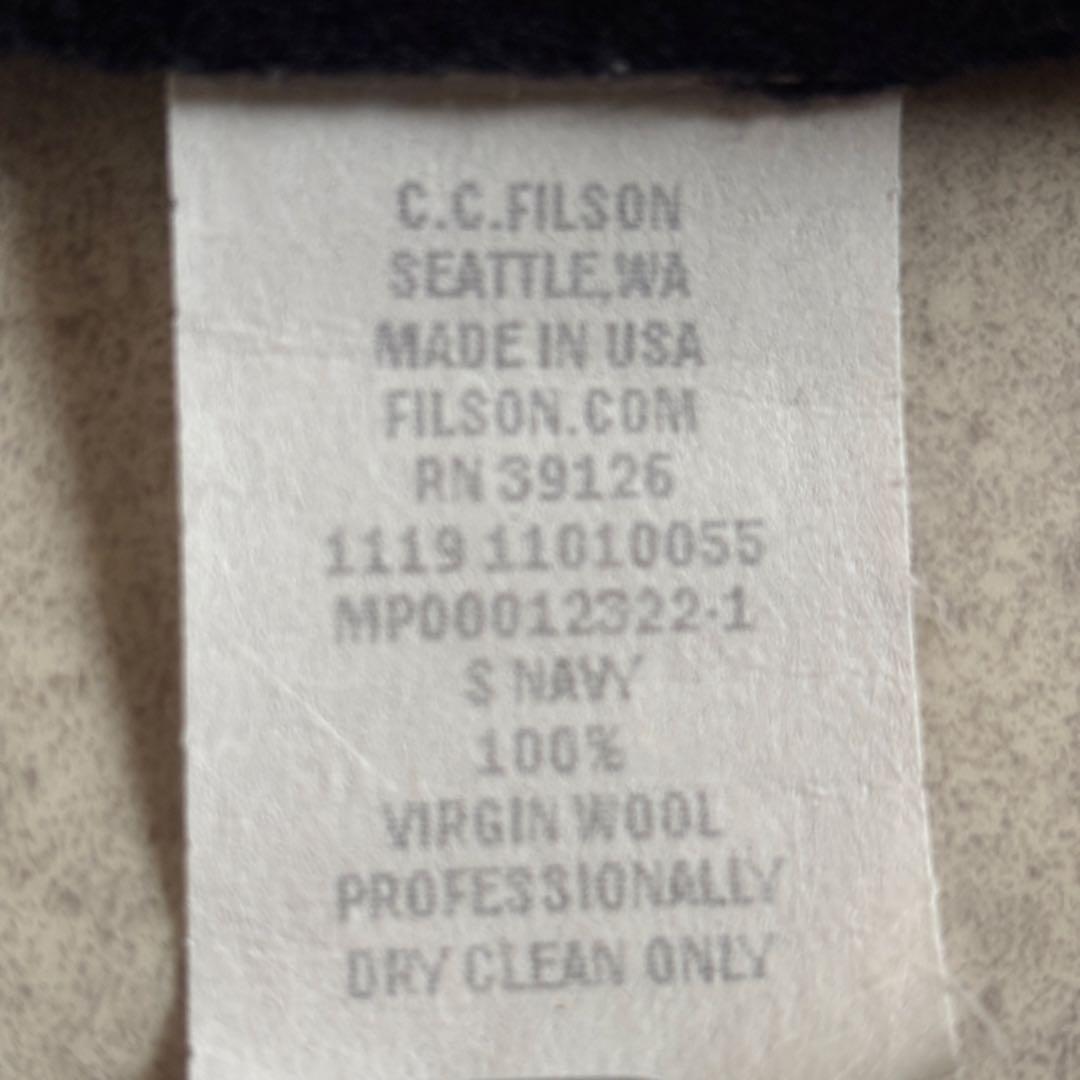 C.C.FILSON
SEATTLE,WA
MADE IN USA
FILSON.COM
RN 39126
1119 11010055
MP00012322-1
S NAVY
100%
VIRGIN WOOL
PROFESSIONALLY
DRY CLEAN ONLY